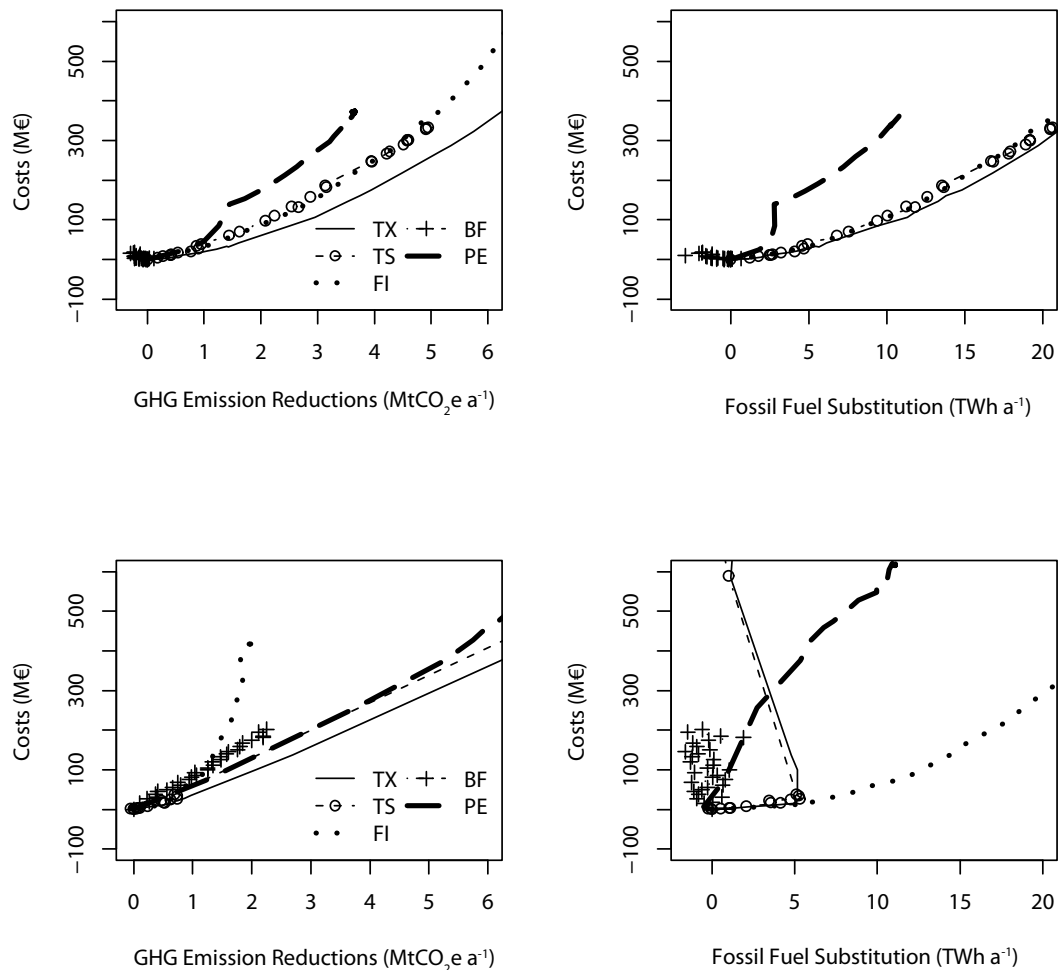 500
300
100
−100
Costs (M€)
TX
BF
TS
PE
FI
0 1 2 3 4 5 6
GHG Emission Reductions (MtCO₂e a⁻¹)
500
300
100
−100
Costs (M€)
0 5 10 15 20
Fossil Fuel Substitution (TWh a⁻¹)
500
300
100
−100
Costs (M€)
TX
BF
TS
PE
FI
0 1 2 3 4 5 6
GHG Emission Reductions (MtCO₂e a⁻¹)
500
300
100
−100
Costs (M€)
0 5 10 15 20
Fossil Fuel Substitution (TWh a⁻¹)